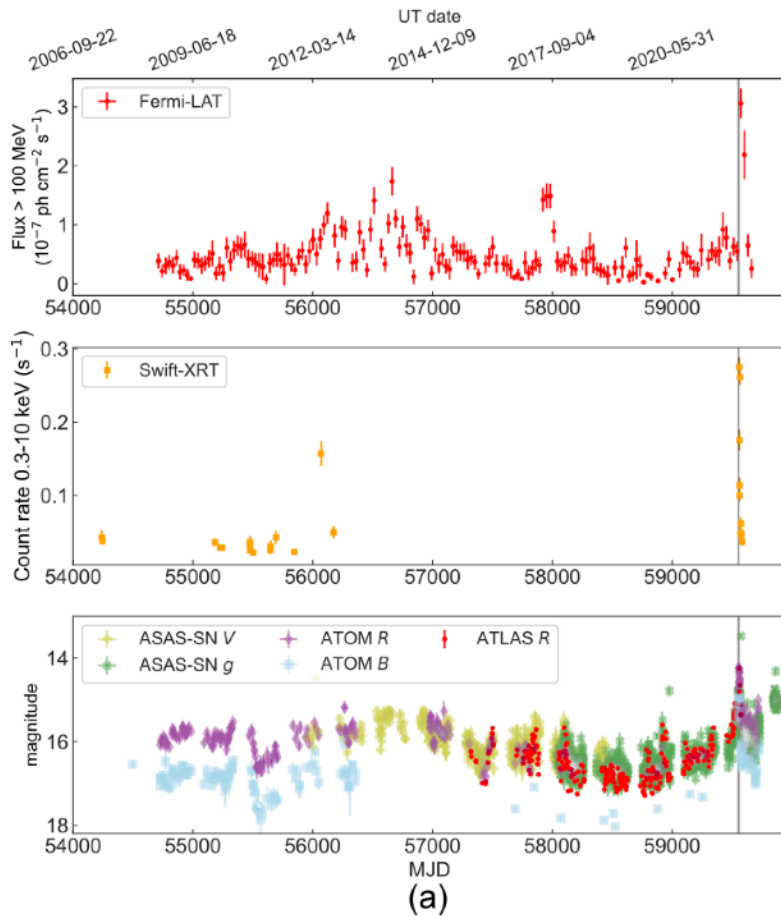 UT date
2006-09-22 2009-06-18 2012-03-14 2014-12-09 2017-09-04 2020-05-31
Flux > 100 MeV
(10⁻⁷ ph cm⁻² s⁻¹)
3
2
1
0
Fermi-LAT
54000 55000 56000 57000 58000 59000
Count rate 0.3-10 keV (s⁻¹)
0.3
0.2
0.1
Swift-XRT
54000 55000 56000 57000 58000 59000
magnitude
14
16
18
ASAS-SN V ATOM R ATLAS R
ASAS-SN g ATOM B
54000 55000 56000 57000 58000 59000
MJD
(a)